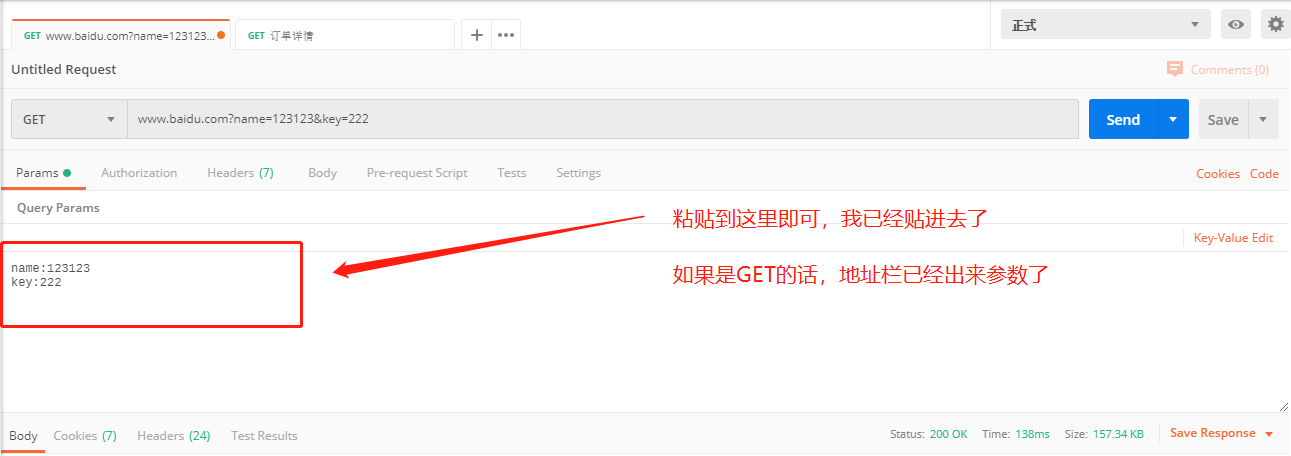 GET www.baidu.com?name=123123...
GET 订单详情
正式
Untitled Request
Comments (0)
GET
www.baidu.com?name=123123&key=222
Send
Save
Params
Authorization
Headers (7)
Body
Pre-request Script
Tests
Settings
Cookies
Code
Query Params
粘贴到这里即可，我已经贴进去了
Key-Value Edit
name:123123
key:222
如果是GET的话，地址栏已经出来参数了
Body
Cookies (7)
Headers (24)
Test Results
Status: 200 OK
Time: 138ms
Size: 157.34 KB
Save Response